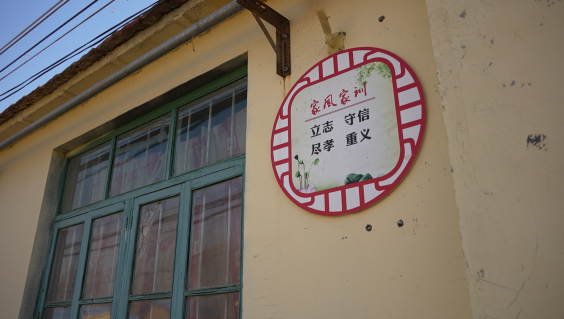 家风家训
立志 守信
尽孝 重义